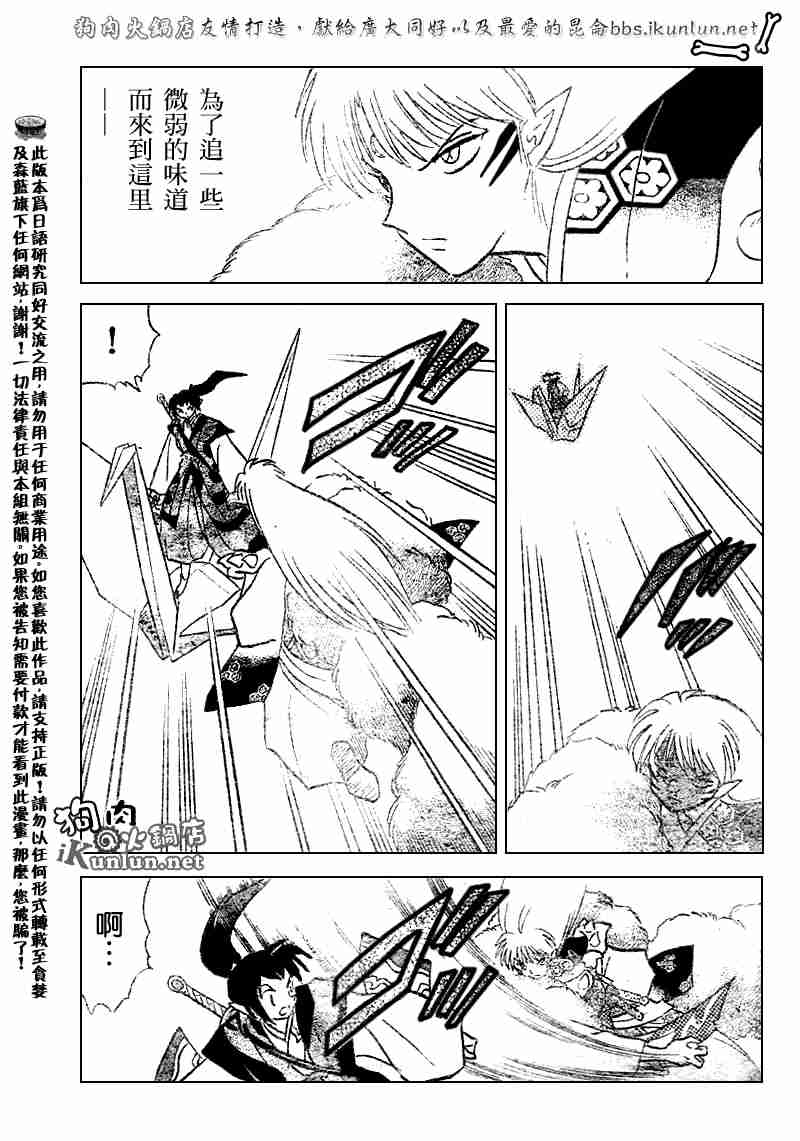 狗肉火鍋店友情打造、獻給廣大同好以及最愛的昆侖bbs.ikunlun.net
為了追一些
微弱的味道
而來到這里
——
！
ゴ
啊…
此版本爲日語研究同好交流之用，請勿用于任何商業用途。如您喜歡此作品，請支持正版！請勿以任何形式轉載至貪婪
及森藍旗下任何網站，謝謝！一切法律責任與本組無關。如果您被告知需要付款才能看到此漫畫，那麽，您被騙了！
狗肉
火鍋店
iKunlun.net